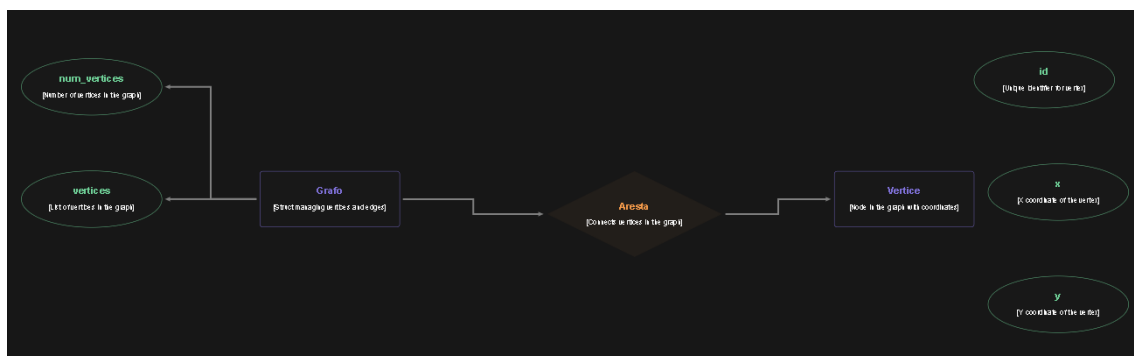 num_vertices
[Number of vertices in the graph]
id
[Unique identifier for vertex]
vertices
[List of vertices in the graph]
Grafo
[Struct managing vertices and edges]
Aresta
[Connects vertices in the graph]
Vertice
[Node in the graph with coordinates]
x
[X coordinate of the vertex]
y
[Y coordinate of the vertex]